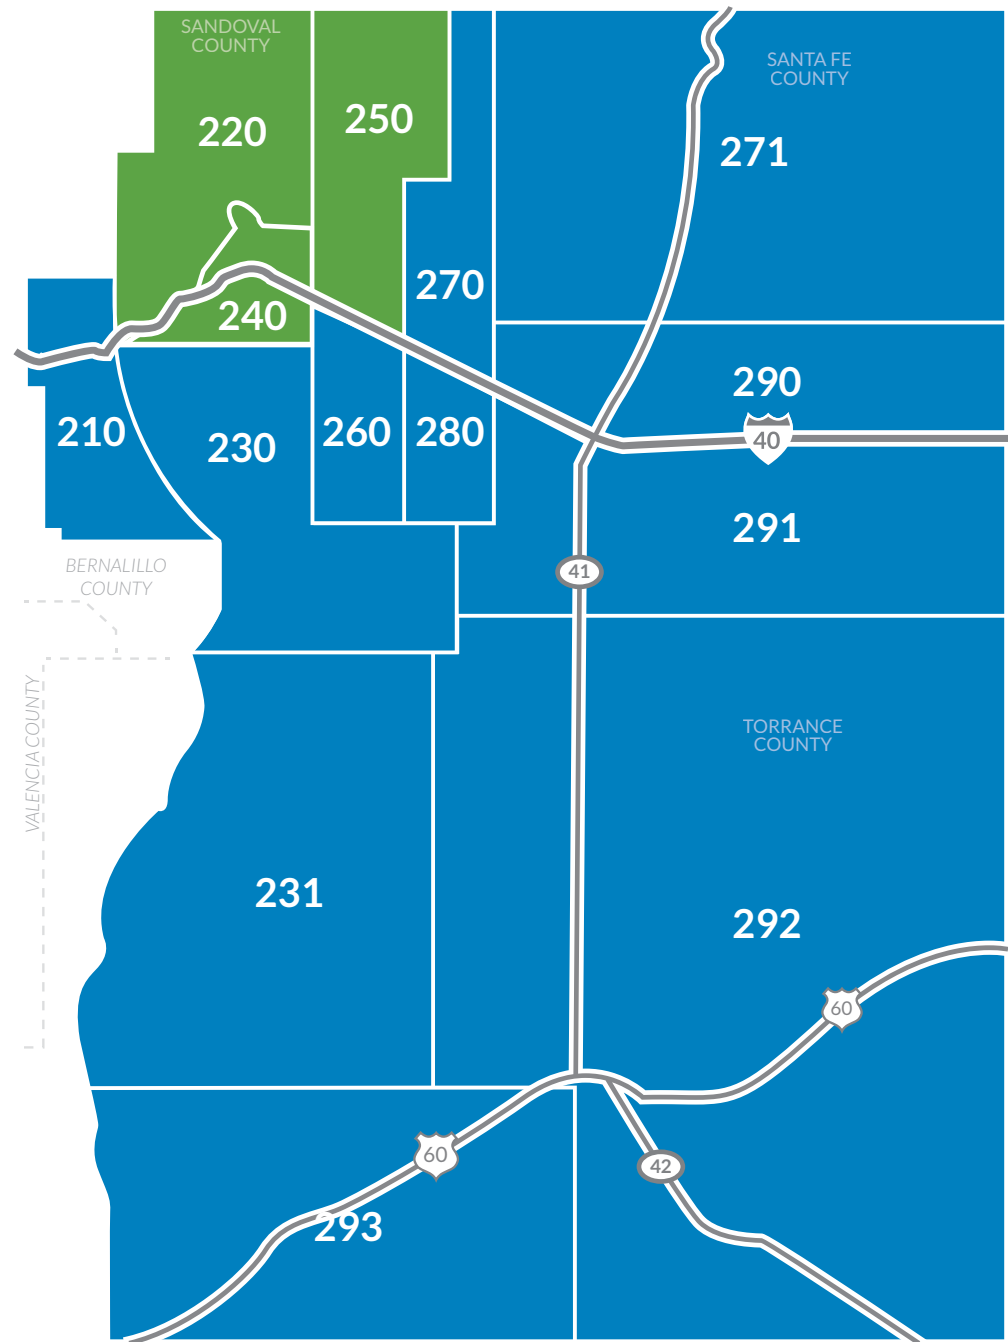 SANDOVAL
COUNTY
SANTA FE
COUNTY
250
220
271
270
240
290
210
230
260
280
40
291
BERNALILLO
COUNTY
41
VALENCIA COUNTY
TORRANCE
COUNTY
231
292
60
60
42
293